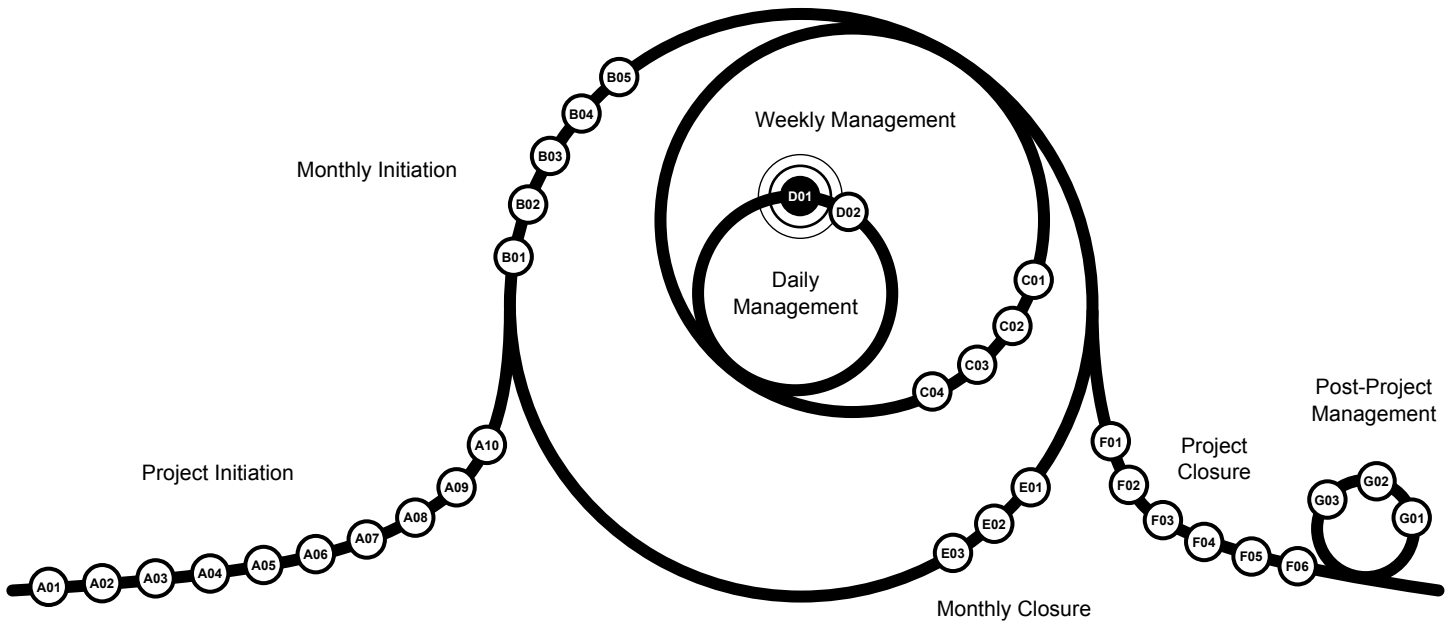 B05
B04
Weekly Management
B03
Monthly Initiation
D01
B02
D02
B01
Daily
Management
C01
C02
C03
C04
Post-Project
Management
A10
F01
Project
Closure
Project Initiation
A09
E01
F02
G03
G02
G01
A08
E02
F03
A07
F04
A06
E03
F05
A05
F06
A04
A03
A02
A01
Monthly Closure